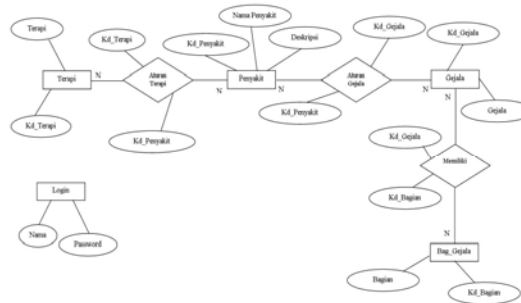 Terapi
Kd_Terapi
Terapi
N
Kd_Terapi
Aturan
Terapi
Kd_Penyakit
N
Nama Penyakit
Kd_Penyakit
Deskripsi
Penyakit
N
Kd_Gejala
Aturan
Gejala
Kd_Penyakit
N
Kd_Gejala
Gejala
Gejala
N
Kd_Gejala
Memiliki
Kd_Bagian
N
Bag_Gejala
Bagian
Kd_Bagian
Login
Nama
Password